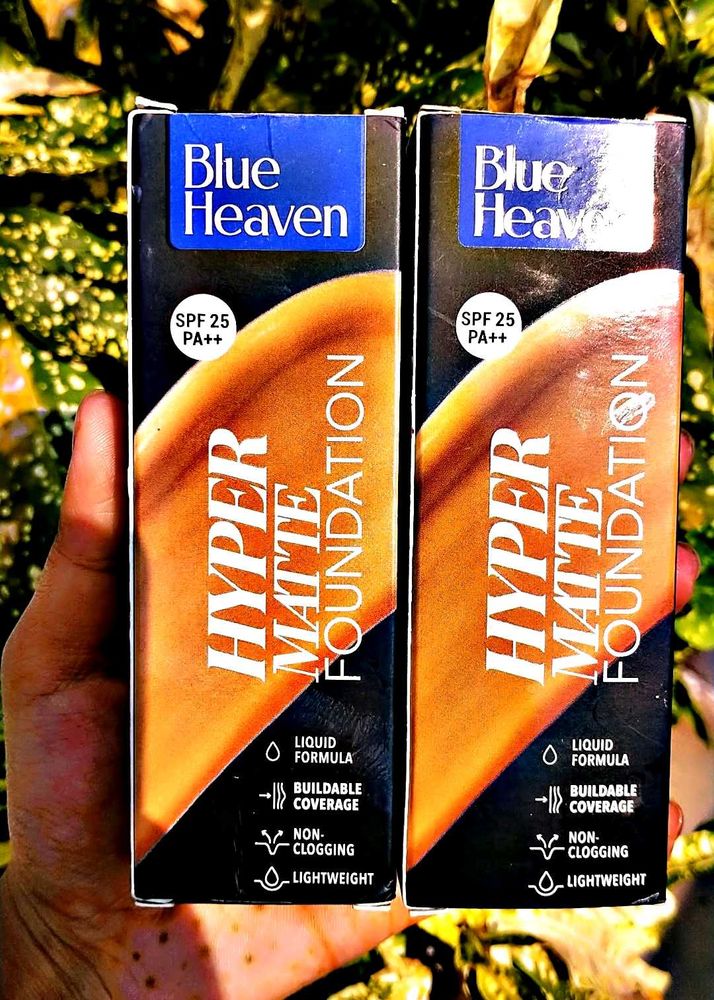 Blue
Heaven
SPF 25
PA++
HYPER
MATTE
FOUNDATION
LIQUID
FORMULA
BUILDABLE
COVERAGE
NON-
CLOGGING
LIGHTWEIGHT
Blue
Heaven
SPF 25
PA++
HYPER
MATTE
FOUNDATION
LIQUID
FORMULA
BUILDABLE
COVERAGE
NON-
CLOGGING
LIGHTWEIGHT